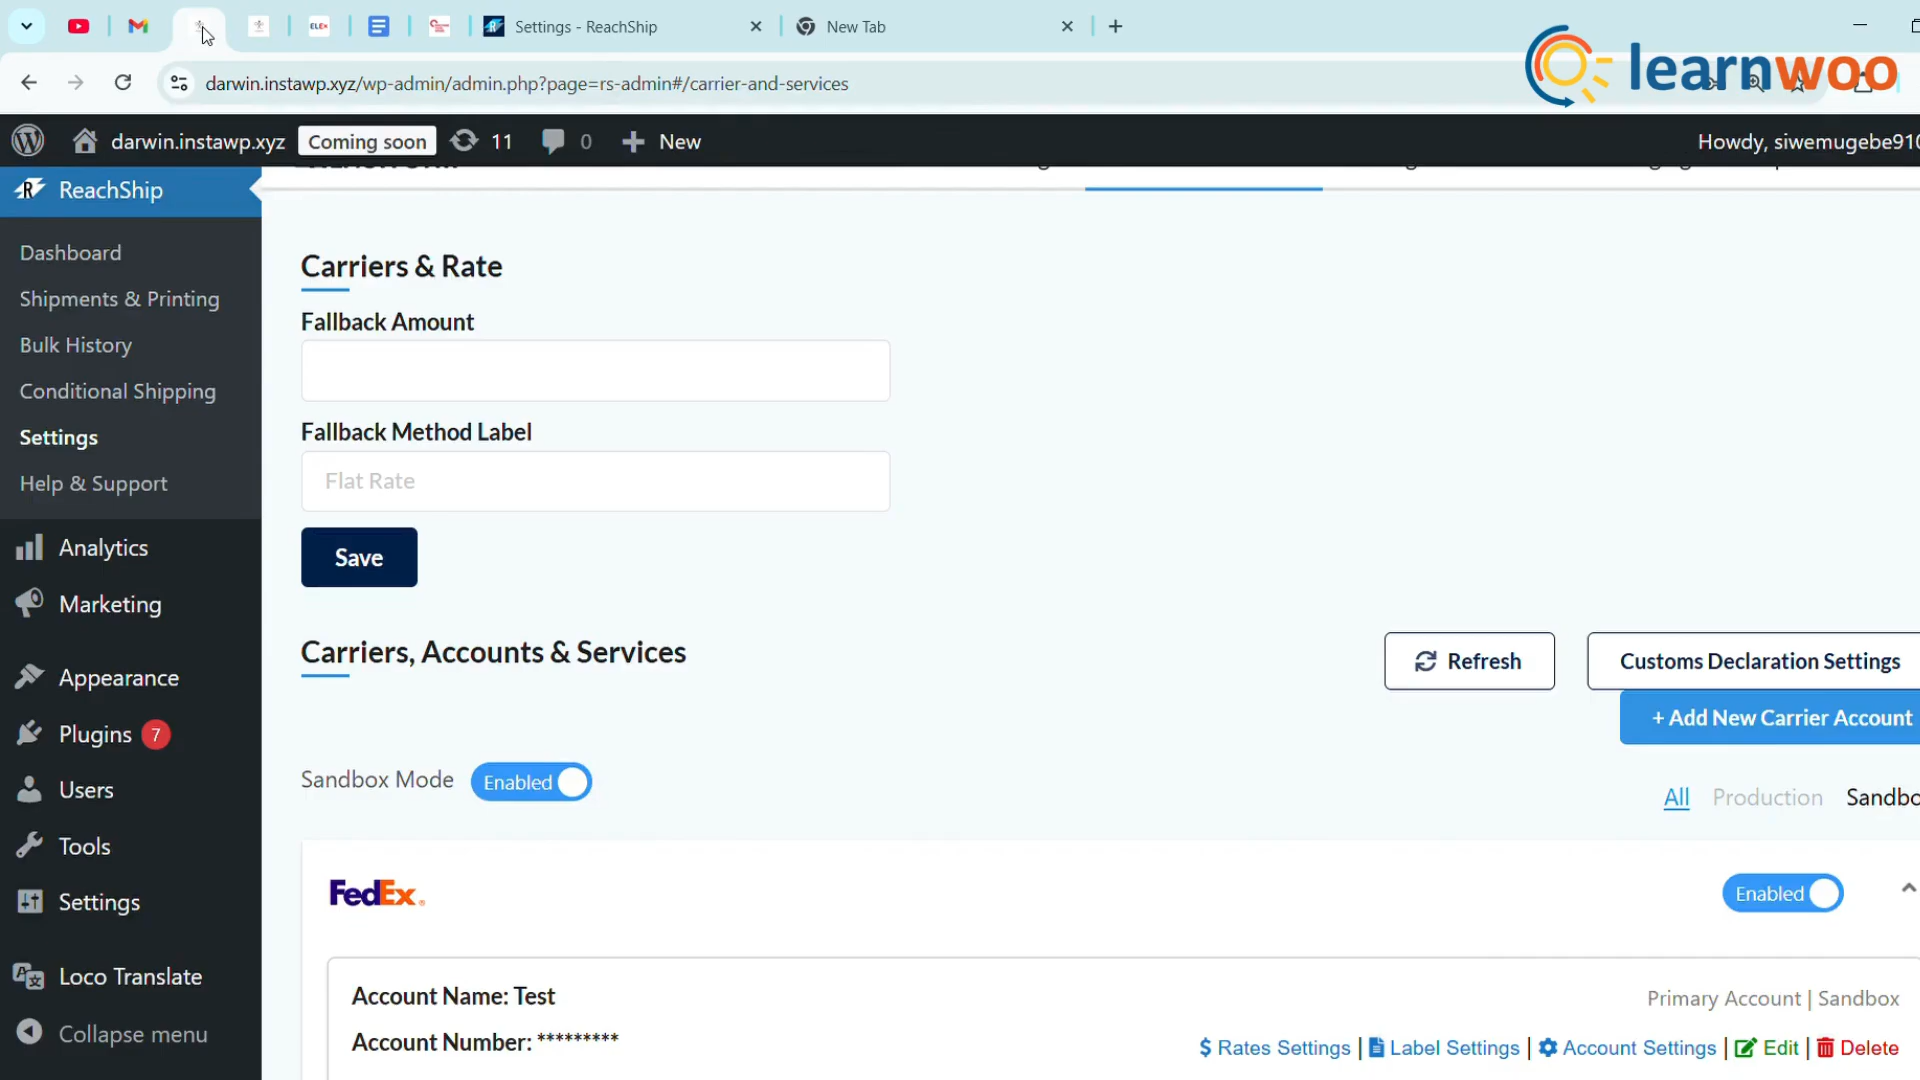 ELEX
Settings - ReachShip
New Tab
darwin.instawp.xyz/wp-admin/admin.php?page=rs-admin#/carrier-and-services
learnwoo
darwin.instawp.xyz
Coming soon
11
0
New
Howdy, siwemugebe910
ReachShip
Dashboard
Shipments & Printing
Bulk History
Conditional Shipping
Settings
Help & Support
Analytics
Marketing
Appearance
Plugins 7
Users
Tools
Settings
Loco Translate
Collapse menu
Carriers & Rate
Fallback Amount
Fallback Method Label
Flat Rate
Save
Carriers, Accounts & Services
Refresh
Customs Declaration Settings
+ Add New Carrier Account
Sandbox Mode
Enabled
All Production Sandbo
FedEx
Enabled
Account Name: Test
Primary Account | Sandbox
Account Number: *********
$ Rates Settings | Label Settings | Account Settings | Edit | Delete